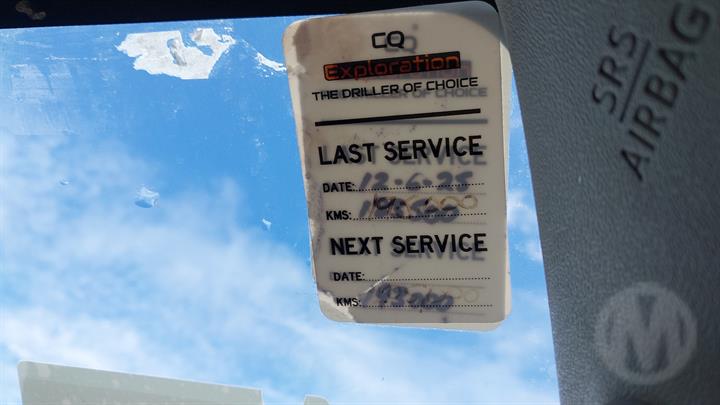 CQ
Exploration
THE DRILLER OF CHOICE
LAST SERVICE
DATE: 12-6-25
KMS:
NEXT SERVICE
DATE:
KMS: 193000
SRS
AIRBAG
M